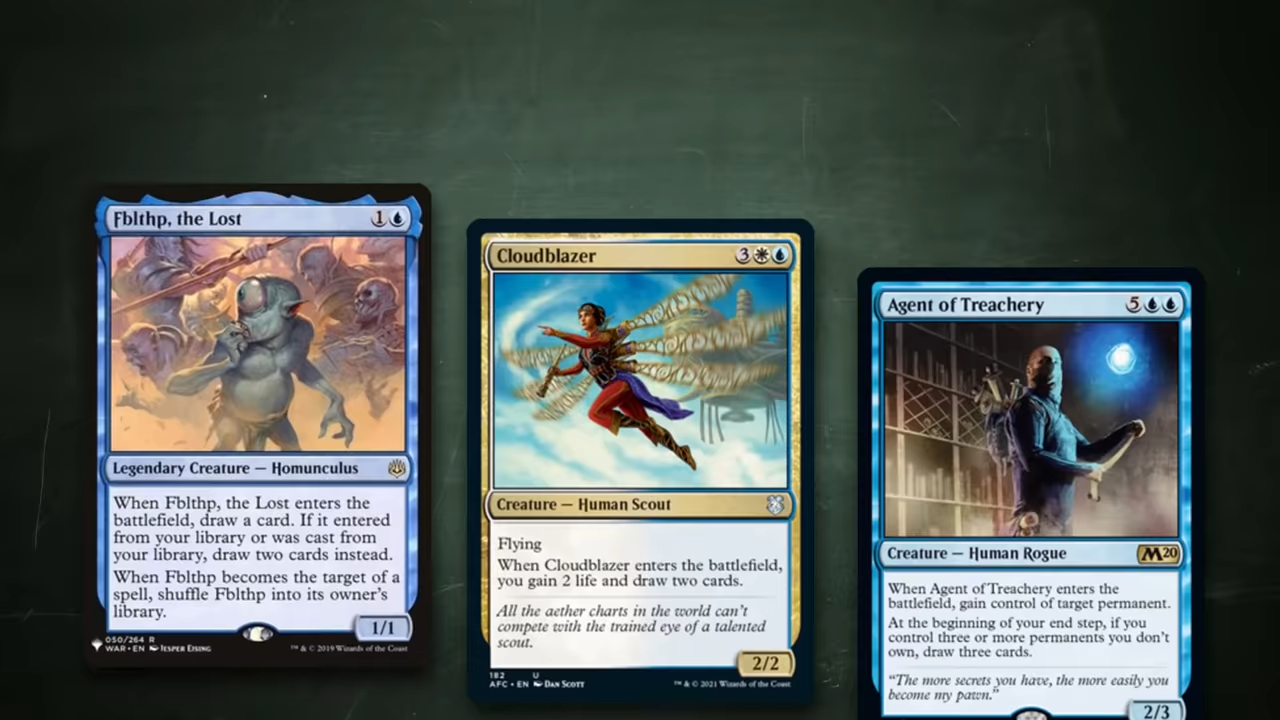 Fblthp, the Lost
1
Legendary Creature — Homunculus
When Fblthp, the Lost enters the
battlefield, draw a card. If it entered
from your library or was cast from
your library, draw two cards instead.
When Fblthp becomes the target of a
spell, shuffle Fblthp into its owner's
library.
1/1
050/264 R
WAR • EN Jesper Ejsing
™ & © 2019 Wizards of the Coast
Cloudblazer
3
Creature — Human Scout
Flying
When Cloudblazer enters the battlefield,
you gain 2 life and draw two cards.
All the aether charts in the world can't
compete with the trained eye of a talented
scout.
2/2
182 U
AFC • EN Dan Scott
™ & © 2021 Wizards of the Coast
Agent of Treachery
5
Creature — Human Rogue
M20
When Agent of Treachery enters the
battlefield, gain control of target permanent.
At the beginning of your end step, if you
control three or more permanents you don't
own, draw three cards.
"The more secrets you have, the more easily you
become my pawn."
2/3